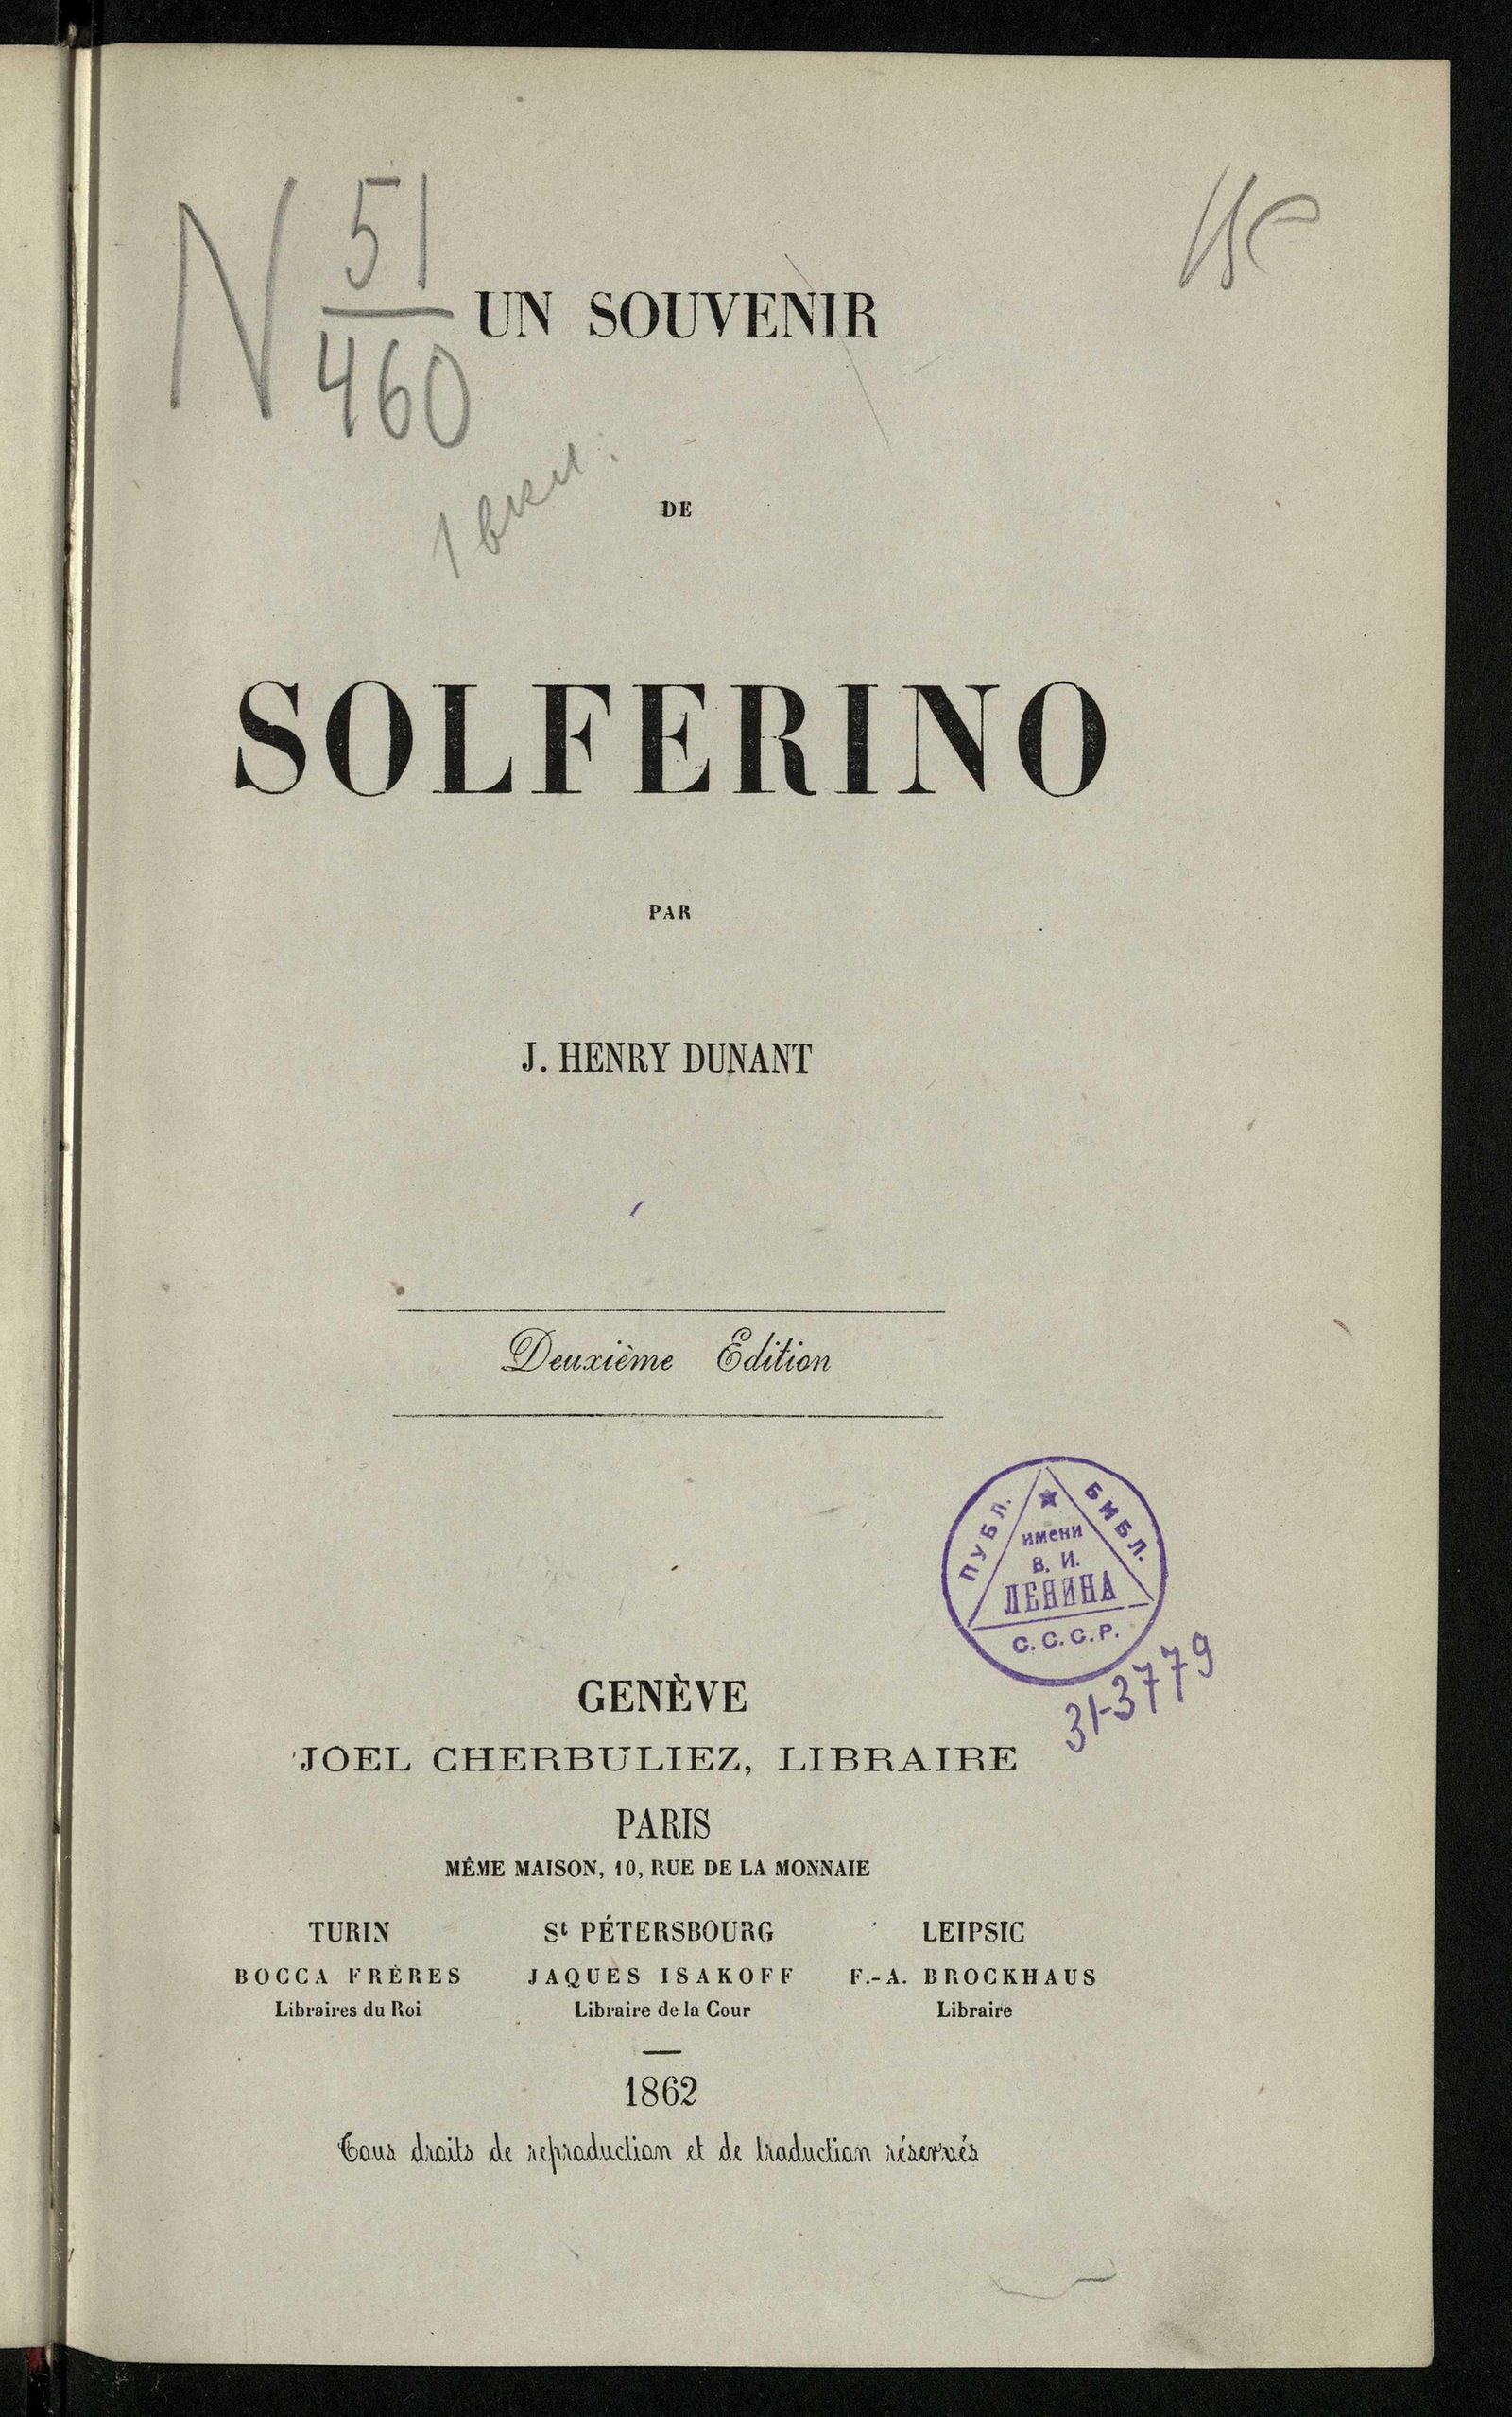 N 51
460
UN SOUVENIR
1 вкл.
DE
SOLFERINO
PAR
J. HENRY DUNANT
Deuxième Edition
ПУБЛ. БИБЛ.
имени
В. И.
ЛЕНИНА
С.С.С.Р.
31-3779
GENÈVE
JOEL CHERBULIEZ, LIBRAIRE
PARIS
MÊME MAISON, 10, RUE DE LA MONNAIE
TURIN St PÉTERSBOURG LEIPSIC
BOCCA FRÈRES JAQUES ISAKOFF F.-A. BROCKHAUS
Libraires du Roi Libraire de la Cour Libraire
1862
Tous droits de reproduction et de traduction réservés